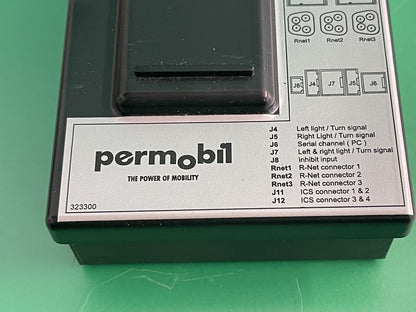 Rnet1 Rnet2 Rnet3
J8 J4 J7 J5 J6
J4 Left light / Turn signal
J5 Right Light / Turn signal
J6 Serial channel ( PC )
J7 Left & right light / Turn signal
J8 Inhibit input
Rnet1 R-Net connector 1
Rnet2 R-Net connector 2
Rnet3 R-Net connector 3
J11 ICS connector 1 & 2
J12 ICS connector 3 & 4
permobil
THE POWER OF MOBILITY
323300